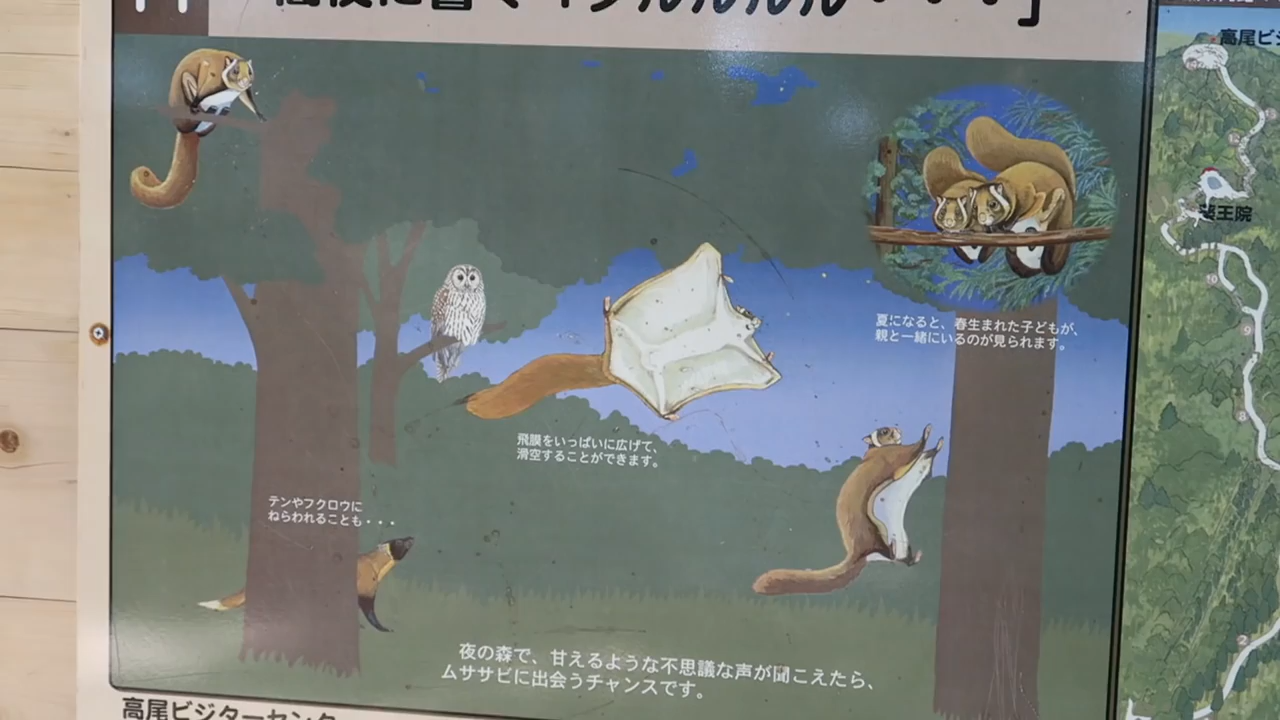 高尾ビジ
薬王院
夏になると、春生まれた子どもが、
親と一緒にいるのが見られます。
飛膜をいっぱいに広げて、
滑空することができます。
テンやフクロウに
ねらわれることも・・・
夜の森で、甘えるような不思議な声が聞こえたら、
ムササビに出会うチャンスです。
高尾ビジターセンター